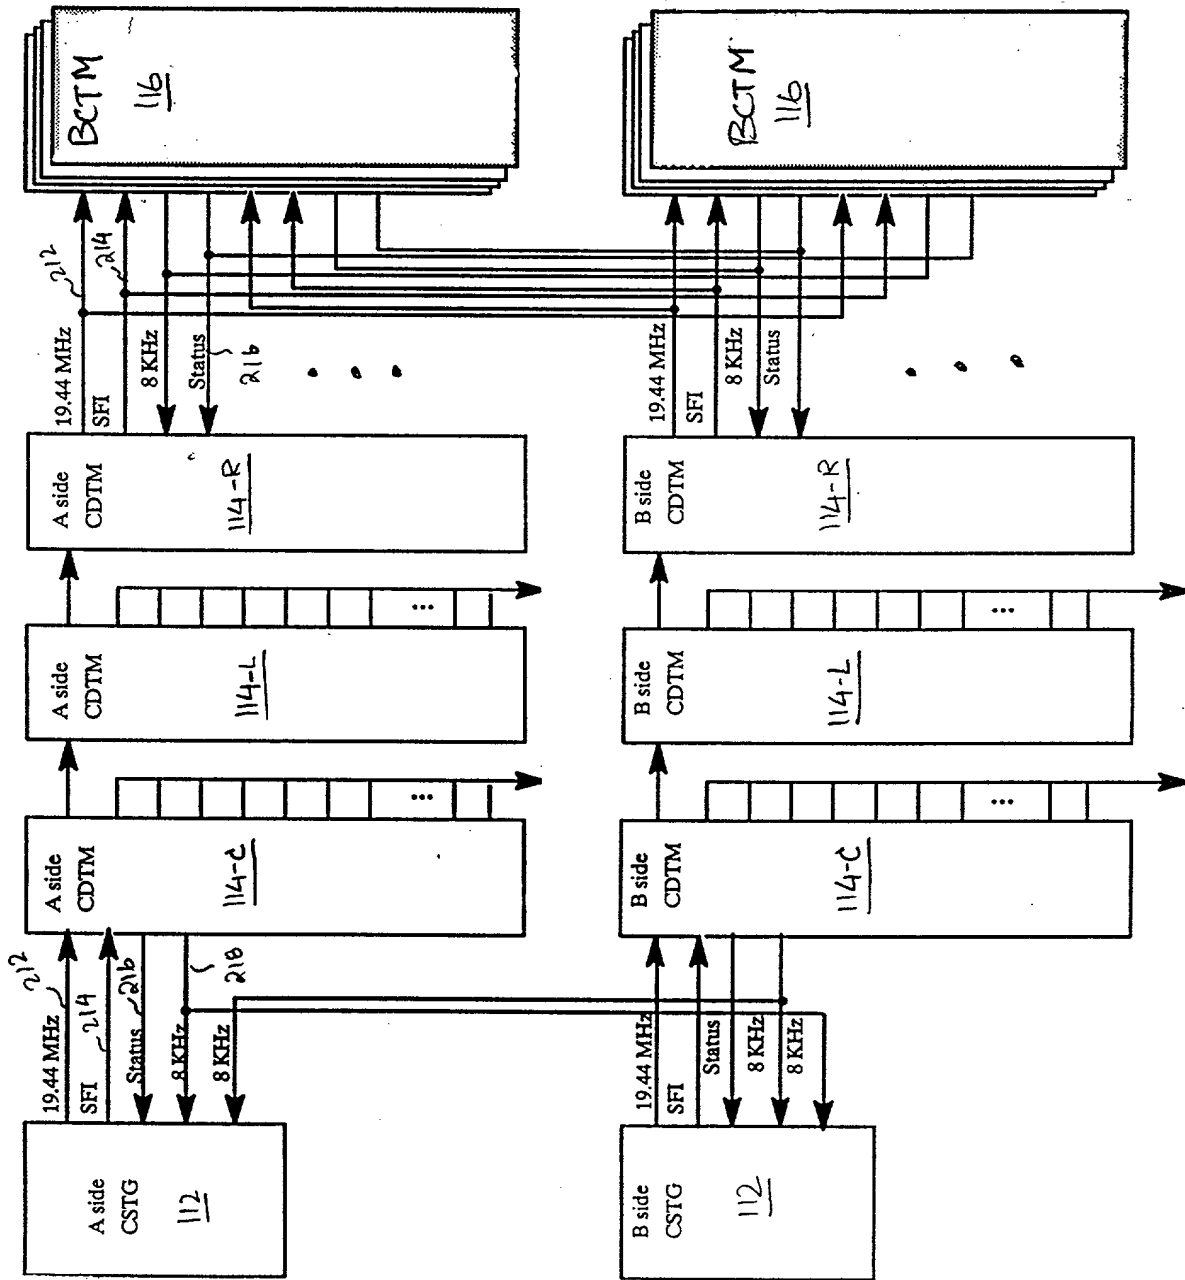 BCTM
116
BCTM
116
212
214
19.44 MHz
SFI
8 KHz
Status
216
19.44 MHz
SFI
8 KHz
Status
A side
CDTM
114-R
B side
CDTM
114-R
A side
CDTM
114-L
...
B side
CDTM
114-L
...
A side
CDTM
114-C
...
B side
CDTM
114-C
...
212
19.44 MHz
214
SFI
216
Status
218
8 KHz
8 KHz
19.44 MHz
SFI
Status
8 KHz
8 KHz
A side
CSTG
112
B side
CSTG
112